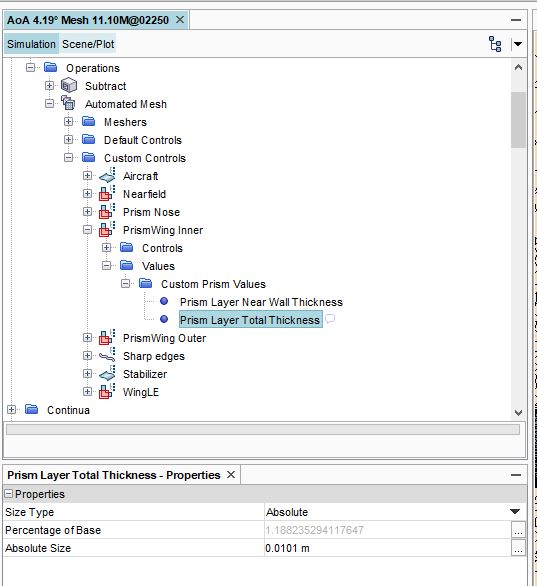 AoA 4.19° Mesh 11.10M@02250
Simulation Scene/Plot
Operations
Subtract
Automated Mesh
Meshers
Default Controls
Custom Controls
Aircraft
Nearfield
Prism Nose
PrismWing Inner
Controls
Values
Custom Prism Values
Prism Layer Near Wall Thickness
Prism Layer Total Thickness
PrismWing Outer
Sharp edges
Stabilizer
WingLE
Continua
Prism Layer Total Thickness - Properties
Properties
Size Type Absolute
Percentage of Base 1.188235294117647
Absolute Size 0.0101 m